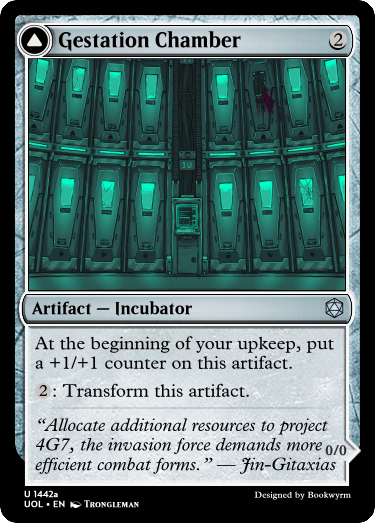 Gestation Chamber 2
10
Artifact — Incubator
At the beginning of your upkeep, put
a +1/+1 counter on this artifact.
2: Transform this artifact.
“Allocate additional resources to project
4G7, the invasion force demands more
efficient combat forms.” — Jin-Gitaxias
0/0
U 1442a
UOL • EN Trongleman
Designed by Bookwyrm